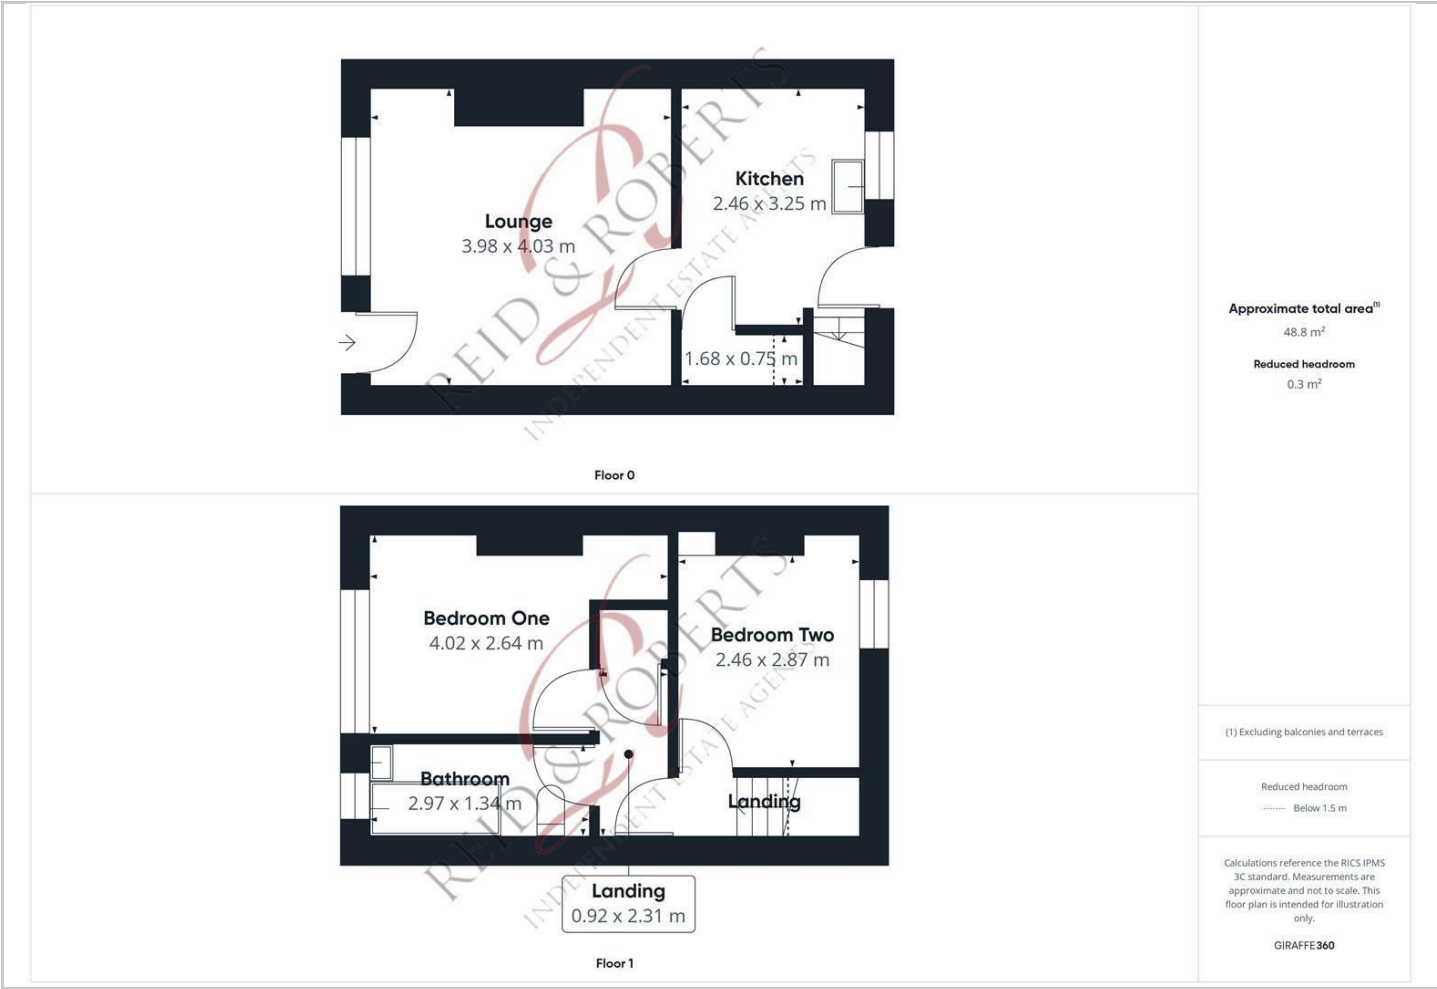 Lounge
3.98 x 4.03 m
Kitchen
2.46 x 3.25 m
1.68 x 0.75 m
REID & ROBERTS
INDEPENDENT ESTATE AGENTS
Floor 0
Bedroom One
4.02 x 2.64 m
Bedroom Two
2.46 x 2.87 m
Bathroom
2.97 x 1.34 m
Landing
Landing
0.92 x 2.31 m
REID & ROBERTS
INDEPENDENT ESTATE AGENTS
Floor 1
Approximate total area(1)
48.8 m²
Reduced headroom
0.3 m²
(1) Excluding balconies and terraces
Reduced headroom
Below 1.5 m
Calculations reference the RICS IPMS
3C standard. Measurements are
approximate and not to scale. This
floor plan is intended for illustration
only.
GIRAFFE360